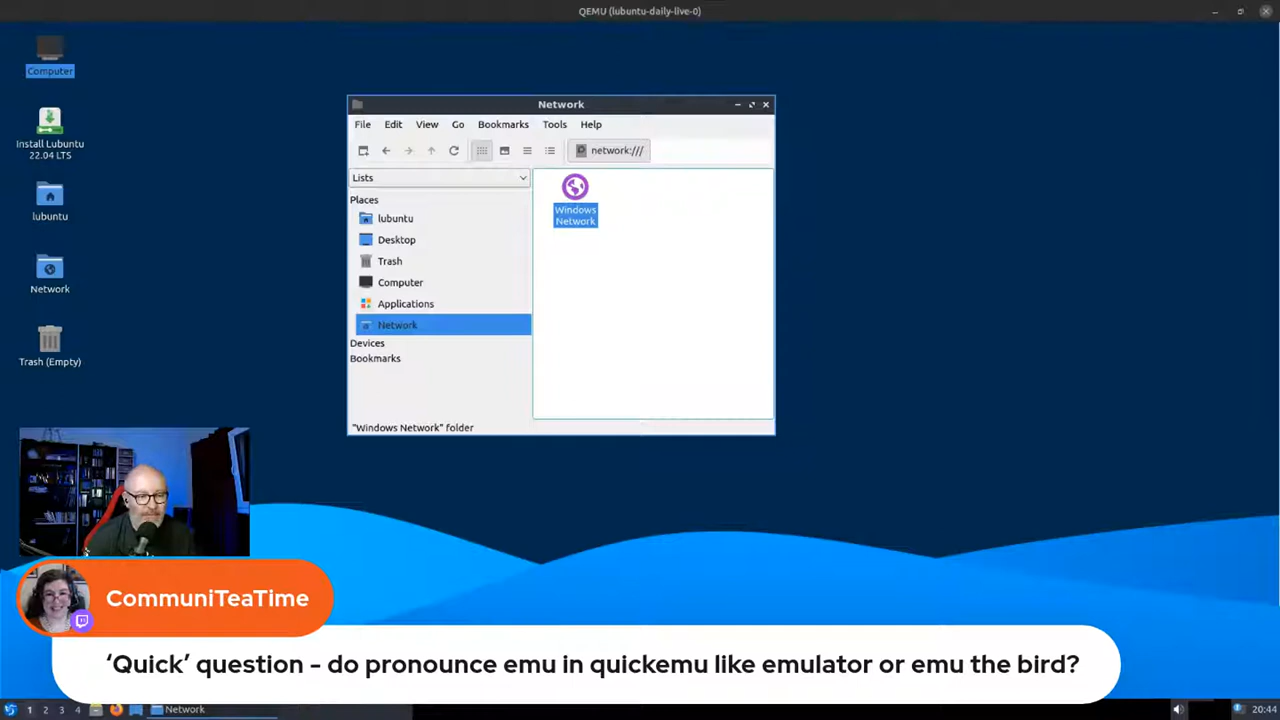 QEMU (lubuntu-daily-live-0)
Computer
Install Lubuntu
22.04 LTS
lubuntu
Network
Trash (Empty)
Network
File Edit View Go Bookmarks Tools Help
network:///
Lists
Places
lubuntu
Desktop
Trash
Computer
Applications
Network
Devices
Bookmarks
Windows
Network
"Windows Network" folder
CommuniTeaTime
‘Quick’ question - do pronounce emu in quickemu like emulator or emu the bird?
1 2 3 4 Network 20:44